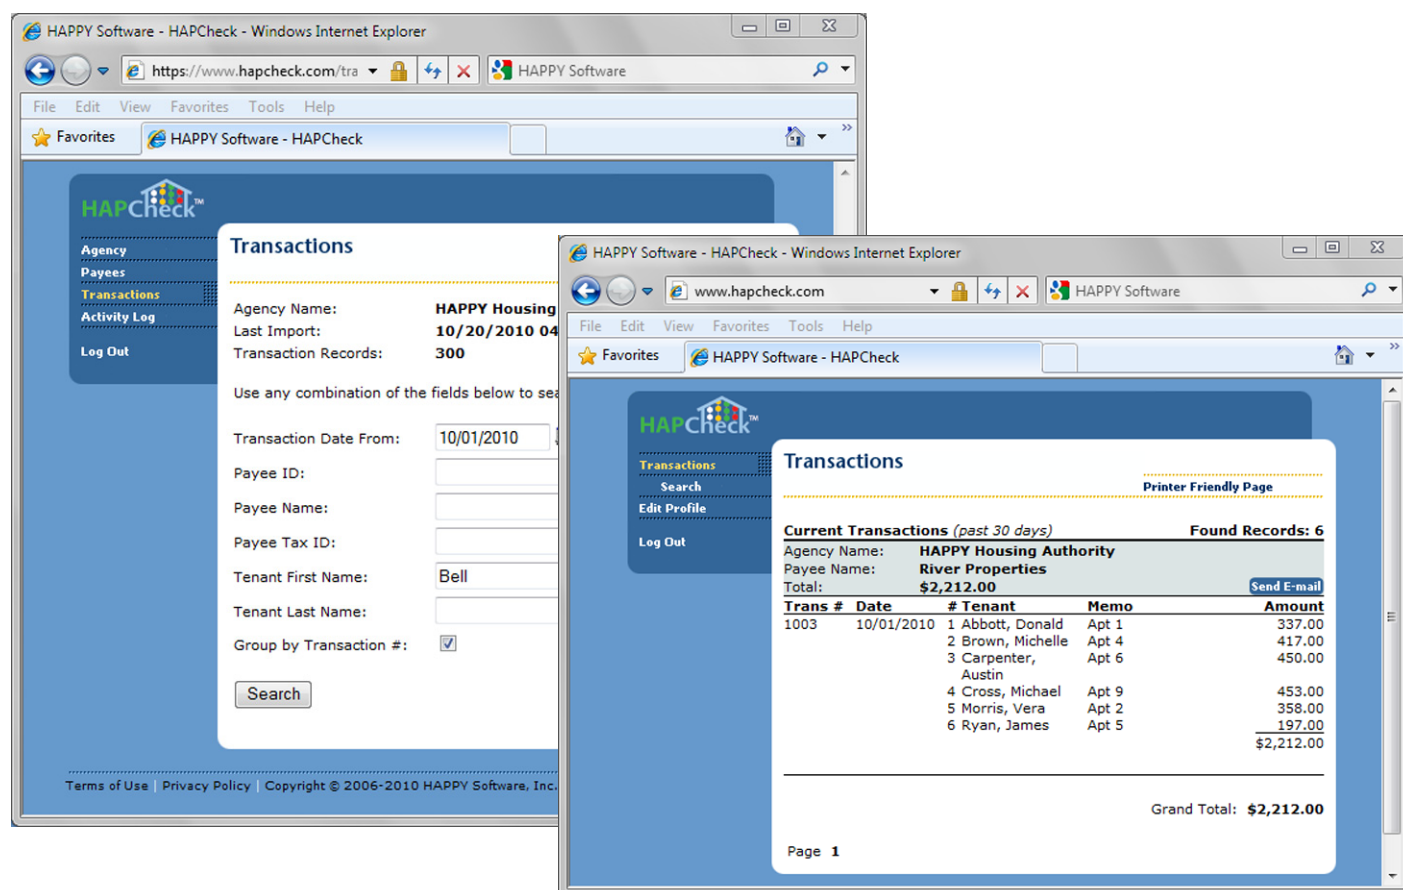 HAPPY Software - HAPCheck - Windows Internet Explorer
https://www.hapcheck.com/tra
HAPPY Software
File Edit View Favorites Tools Help
Favorites
HAPPY Software - HAPCheck
HAPCheck™
Agency
Payees
Transactions
Activity Log
Log Out
Transactions
Agency Name: HAPPY Housing
Last Import: 10/20/2010 04
Transaction Records: 300
Use any combination of the fields below to sea
Transaction Date From: 10/01/2010
Payee ID:
Payee Name:
Payee Tax ID:
Tenant First Name: Bell
Tenant Last Name:
Group by Transaction #:
Search
Terms of Use | Privacy Policy | Copyright © 2006-2010 HAPPY Software, Inc.
HAPPY Software - HAPCheck - Windows Internet Explorer
www.hapcheck.com
HAPPY Software
File Edit View Favorites Tools Help
Favorites
HAPPY Software - HAPCheck
HAPCheck™
Transactions
Search
Edit Profile
Log Out
Transactions
Printer Friendly Page
Current Transactions (past 30 days) Found Records: 6
Agency Name: HAPPY Housing Authority
Payee Name: River Properties
Total: $2,212.00 Send E-mail
Trans # Date # Tenant Memo Amount
1003 10/01/2010 1 Abbott, Donald Apt 1 337.00
2 Brown, Michelle Apt 4 417.00
3 Carpenter, Apt 6 450.00
Austin
4 Cross, Michael Apt 9 453.00
5 Morris, Vera Apt 2 358.00
6 Ryan, James Apt 5 197.00
$2,212.00
Grand Total: $2,212.00
Page 1